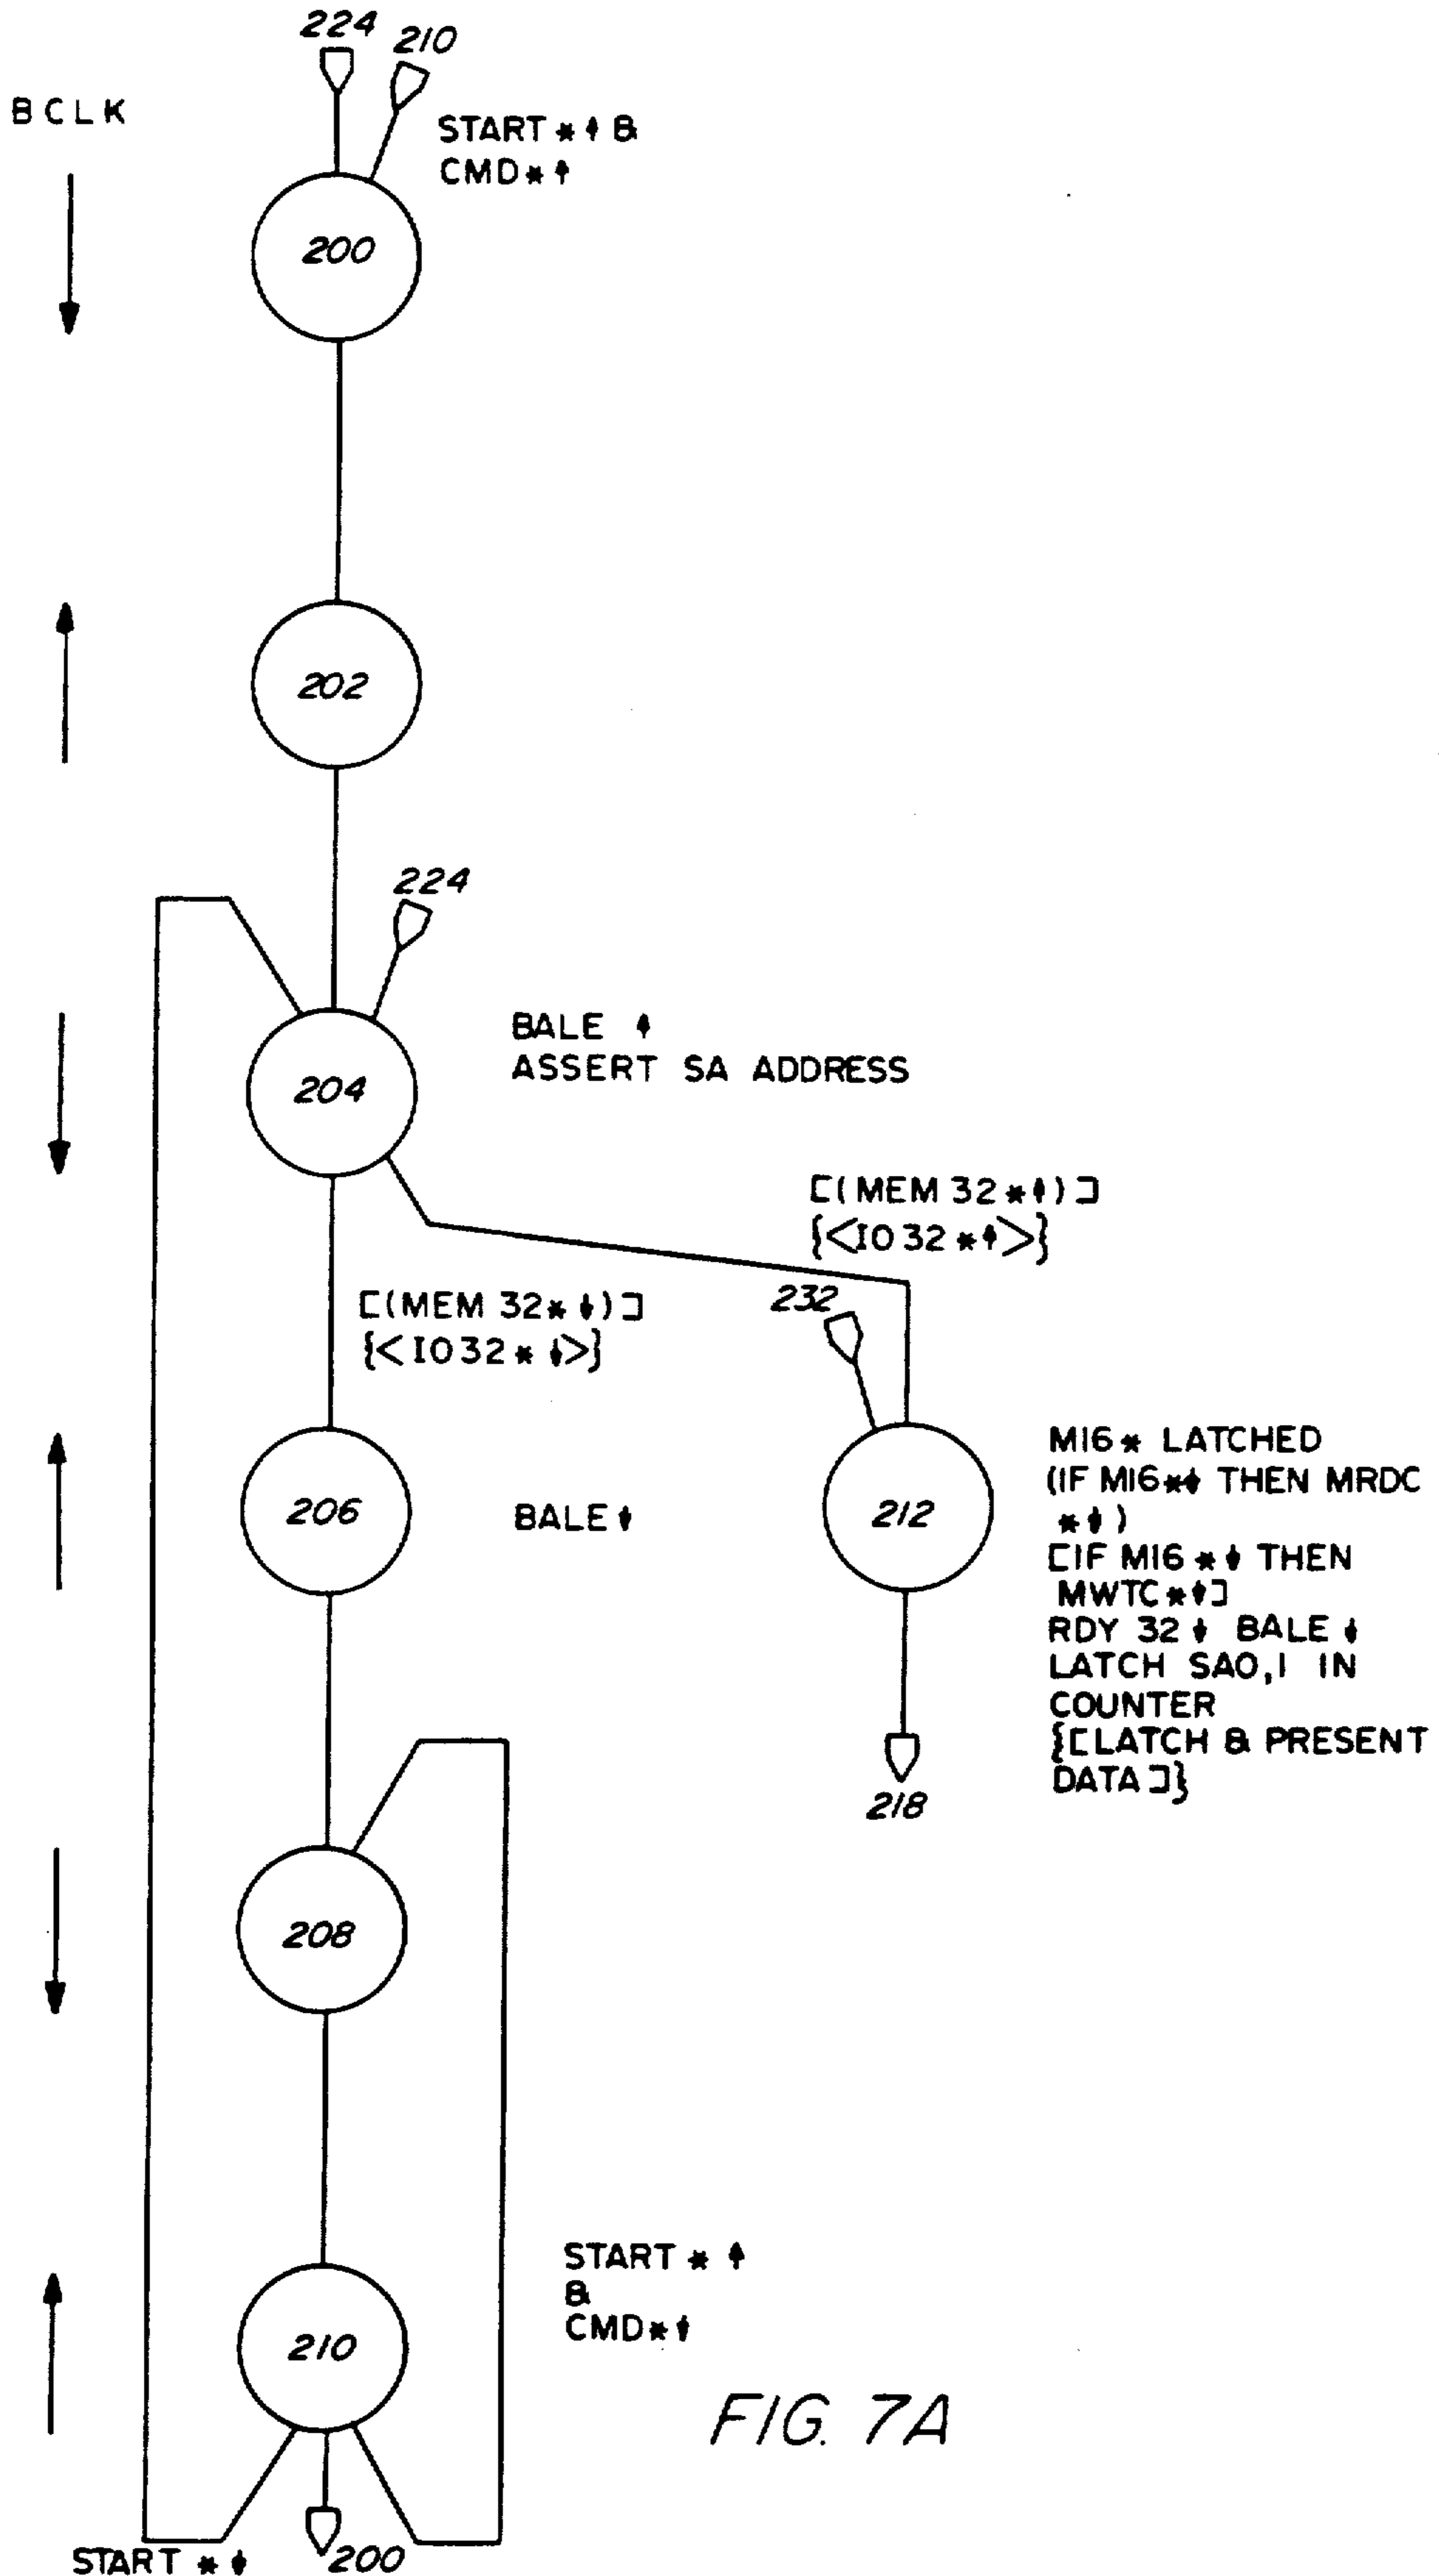 224
210
BCLK
START * ↑ &
CMD * ↑
200
202
224
BALE ↑
ASSERT SA ADDRESS
204
[(MEM 32 * ↑)]
{<IO 32 * ↑>}
[(MEM 32 * ↓)]
{<IO 32 * ↓>}
232
M16 * LATCHED
(IF M16 * ↓ THEN MRDC
* ↓)
[IF M16 * ↓ THEN
MWTC * ↓]
RDY 32 ↓ BALE ↓
LATCH SA0,1 IN
COUNTER
{[LATCH & PRESENT
DATA]}
206
BALE ↓
212
218
208
START * ↑
&
CMD * ↓
210
FIG. 7A
START * ↓
200